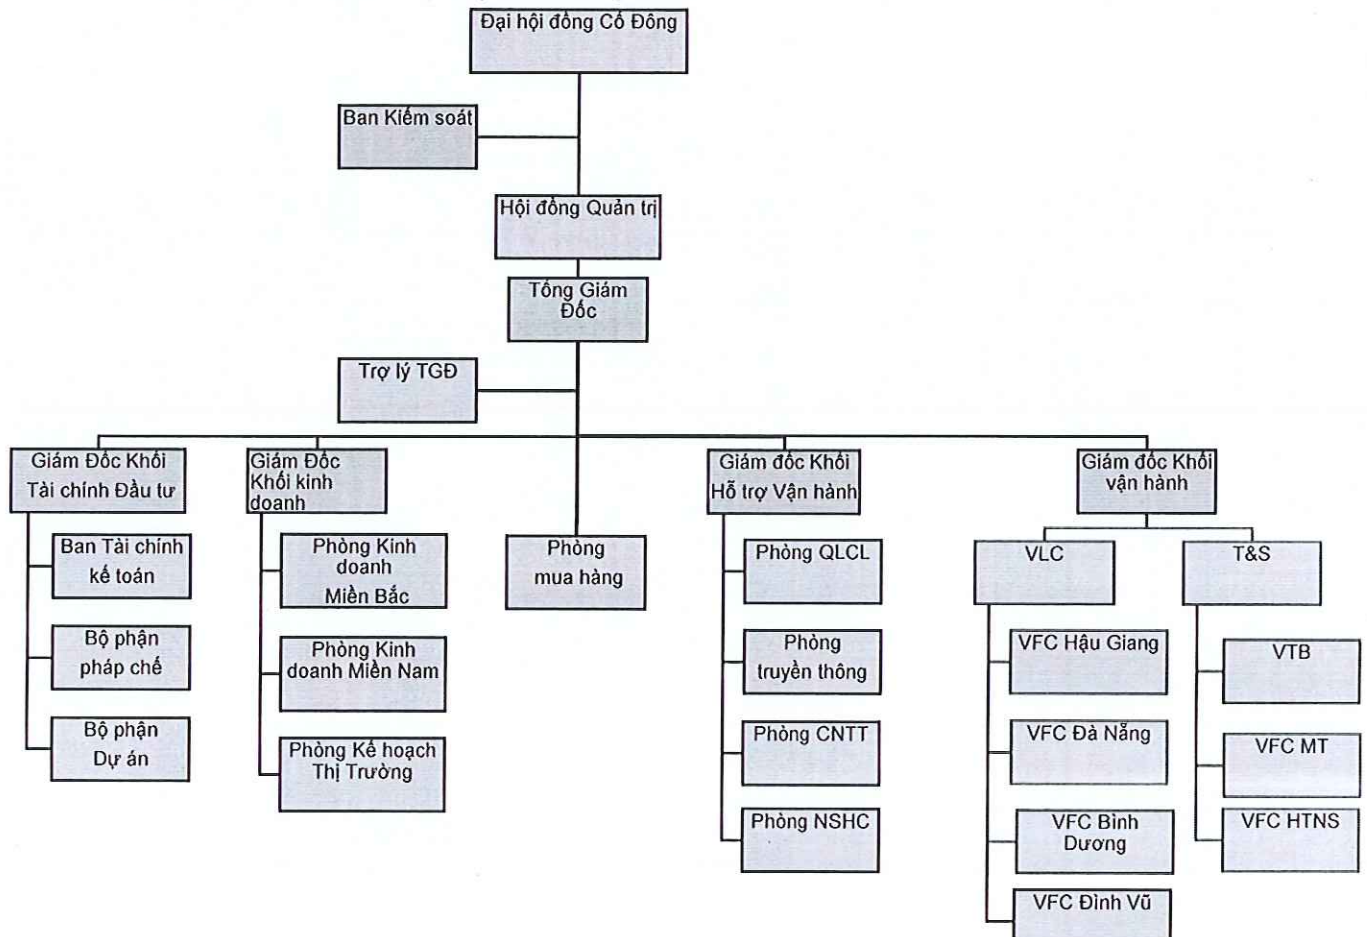 Đại hội đồng Cổ Đông
Ban Kiểm soát
Hội đồng Quản trị
Tổng Giám
Đốc
Trợ lý TGĐ
Giám Đốc Khối
Tài chính Đầu tư
Giám Đốc
Khối kinh
doanh
Giám đốc Khối
Hỗ trợ Vận hành
Giám đốc Khối
vận hành
Ban Tài chính
kế toán
Bộ phận
pháp chế
Bộ phận
Dự án
Phòng Kinh
doanh
Miền Bắc
Phòng Kinh
doanh Miền Nam
Phòng Kế hoạch
Thị Trường
Phòng
mua hàng
Phòng QLCL
Phòng
truyền thông
Phòng CNTT
Phòng NSHC
VLC
VFC Hậu Giang
VFC Đà Nẵng
VFC Bình
Dương
VFC Đình Vũ
T&S
VTB
VFC MT
VFC HTNS